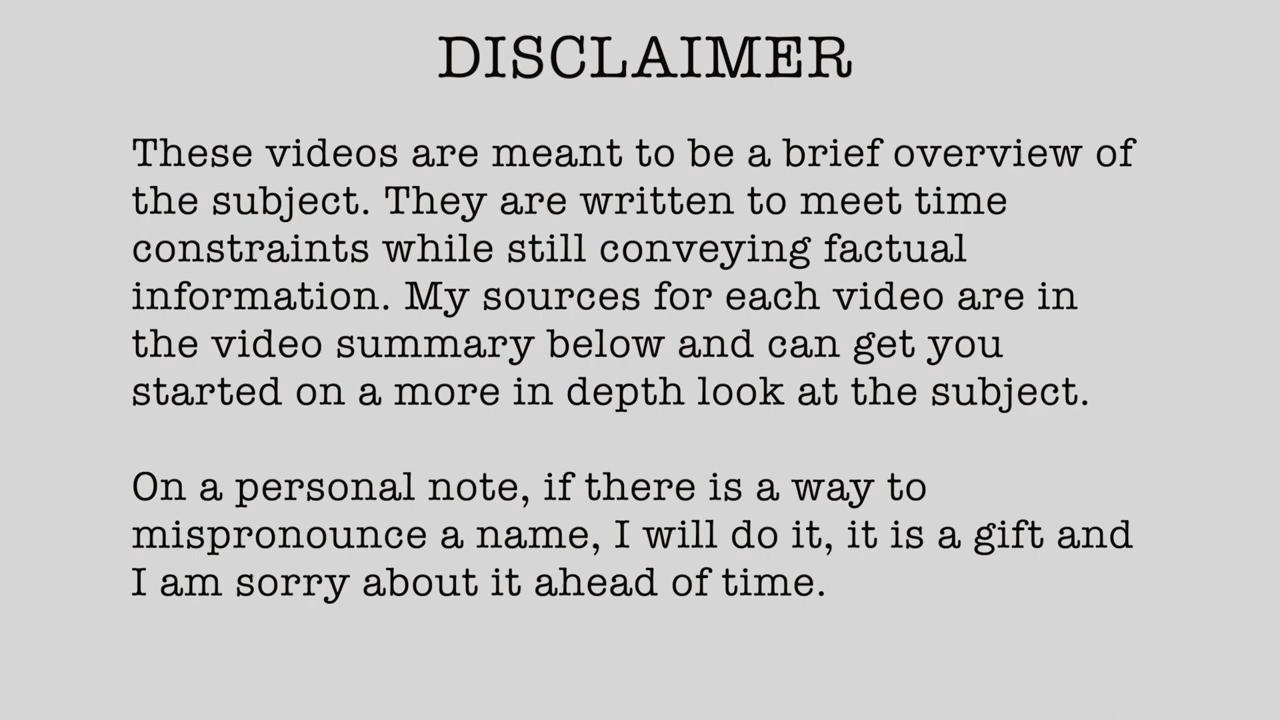 DISCLAIMER
These videos are meant to be a brief overview of
the subject. They are written to meet time
constraints while still conveying factual
information. My sources for each video are in
the video summary below and can get you
started on a more in depth look at the subject.
On a personal note, if there is a way to
mispronounce a name, I will do it, it is a gift and
I am sorry about it ahead of time.